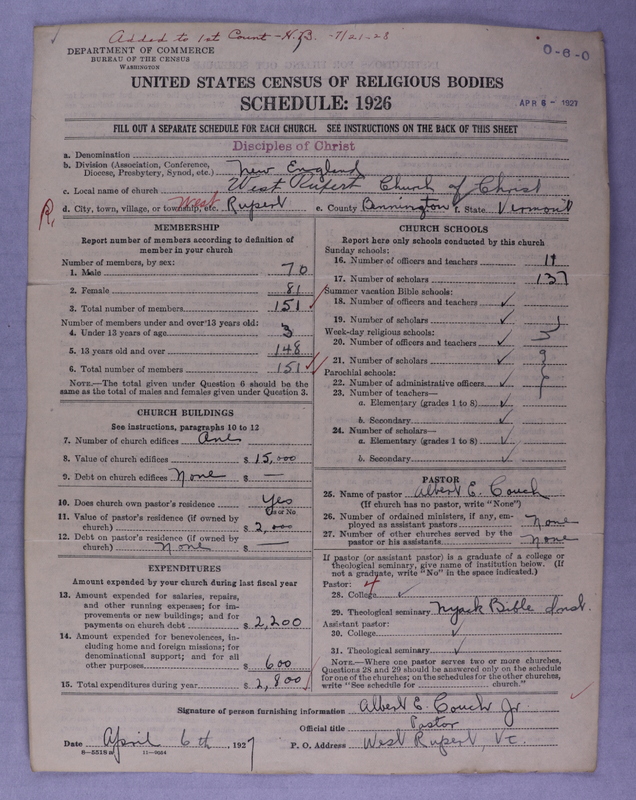 Added to 1st Count - H.B. - 7/21-28
DEPARTMENT OF COMMERCE
BUREAU OF THE CENSUS
WASHINGTON
0-6-0
UNITED STATES CENSUS OF RELIGIOUS BODIES
SCHEDULE: 1926
APR 6 - 1927
FILL OUT A SEPARATE SCHEDULE FOR EACH CHURCH. SEE INSTRUCTIONS ON THE BACK OF THIS SHEET
a. Denomination Disciples of Christ
b. Division (Association, Conference, Diocese, Presbytery, Synod, etc.) New England
c. Local name of church West Rupert Church of Christ
d. City, town, village, or township, etc. West Rupert e. County Bennington f. State Vermont
R,
MEMBERSHIP
Report number of members according to definition of
member in your church
Number of members, by sex:
1. Male 70
2. Female 81
3. Total number of members 151
Number of members under and over 13 years old:
4. Under 13 years of age 3
5. 13 years old and over 148
6. Total number of members 151
NOTE.—The total given under Question 6 should be the
same as the total of males and females given under Question 3.
CHURCH BUILDINGS
See instructions, paragraphs 10 to 12
7. Number of church edifices One
8. Value of church edifices $ 15,000
9. Debt on church edifices None $ —
10. Does church own pastor's residence Yes
Yes or No
11. Value of pastor's residence (if owned by
church) $ 2,000
12. Debt on pastor's residence (if owned by
church) None $ —
EXPENDITURES
Amount expended by your church during last fiscal year
13. Amount expended for salaries, repairs,
and other running expenses; for im-
provements or new buildings; and for
payments on church debt $ 2,200
14. Amount expended for benevolences, in-
cluding home and foreign missions; for
denominational support; and for all
other purposes $ 600
15. Total expenditures during year $ 2,800
CHURCH SCHOOLS
Report here only schools conducted by this church
Sunday schools:
16. Number of officers and teachers 19
17. Number of scholars 137
Summer vacation Bible schools:
18. Number of officers and teachers ✓
19. Number of scholars ✓
Week-day religious schools:
20. Number of officers and teachers ✓
21. Number of scholars ✓
Parochial schools:
22. Number of administrative officers ✓
23. Number of teachers—
a. Elementary (grades 1 to 8) ✓
b. Secondary ✓
24. Number of scholars—
a. Elementary (grades 1 to 8) ✓
b. Secondary ✓
PASTOR
25. Name of pastor Albert E. Couch
(If church has no pastor, write "None")
26. Number of ordained ministers, if any, em-
ployed as assistant pastors None
27. Number of other churches served by the
pastor or his assistants None
If pastor (or assistant pastor) is a graduate of a college or
theological seminary, give name of institution below. (If
not a graduate, write "No" in the space indicated.)
Pastor: 4
28. College ✓
29. Theological seminary Nyack Bible Inst.
Assistant pastor:
30. College ✓
31. Theological seminary ✓
NOTE.—Where one pastor serves two or more churches,
Questions 28 and 29 should be answered only on the schedule
for one of the churches; on the schedules for the other churches,
write "See schedule for church."
Signature of person furnishing information Albert E. Couch Jr
Official title Pastor
Date April 6th, 1927 P. O. Address West Rupert, Vt.
8—5518 a 11—9084